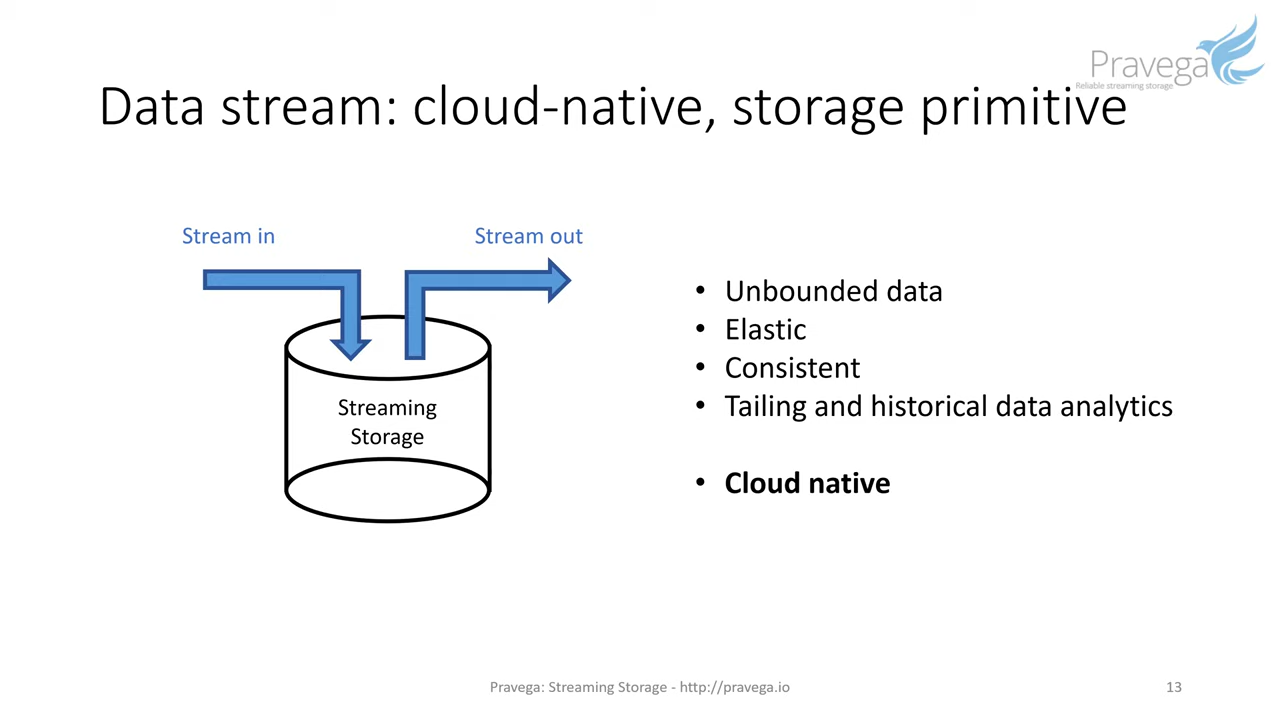 Pravega
Reliable streaming storage
Data stream: cloud-native, storage primitive
Stream in
Stream out
Streaming
Storage
• Unbounded data
• Elastic
• Consistent
• Tailing and historical data analytics
• Cloud native
Pravega: Streaming Storage - http://pravega.io
13